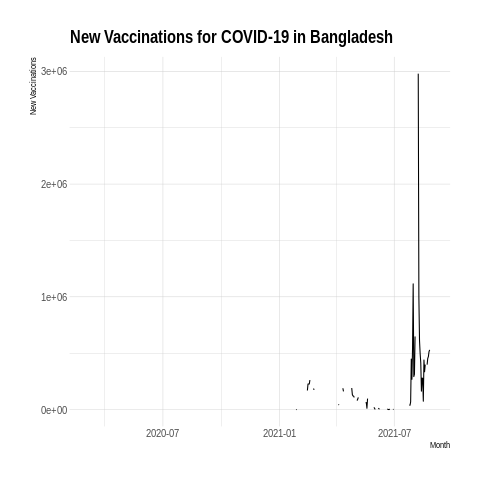 New Vaccinations for COVID-19 in Bangladesh
New Vaccinations
3e+06
2e+06
1e+06
0e+00
2020-07
2021-01
2021-07
Month